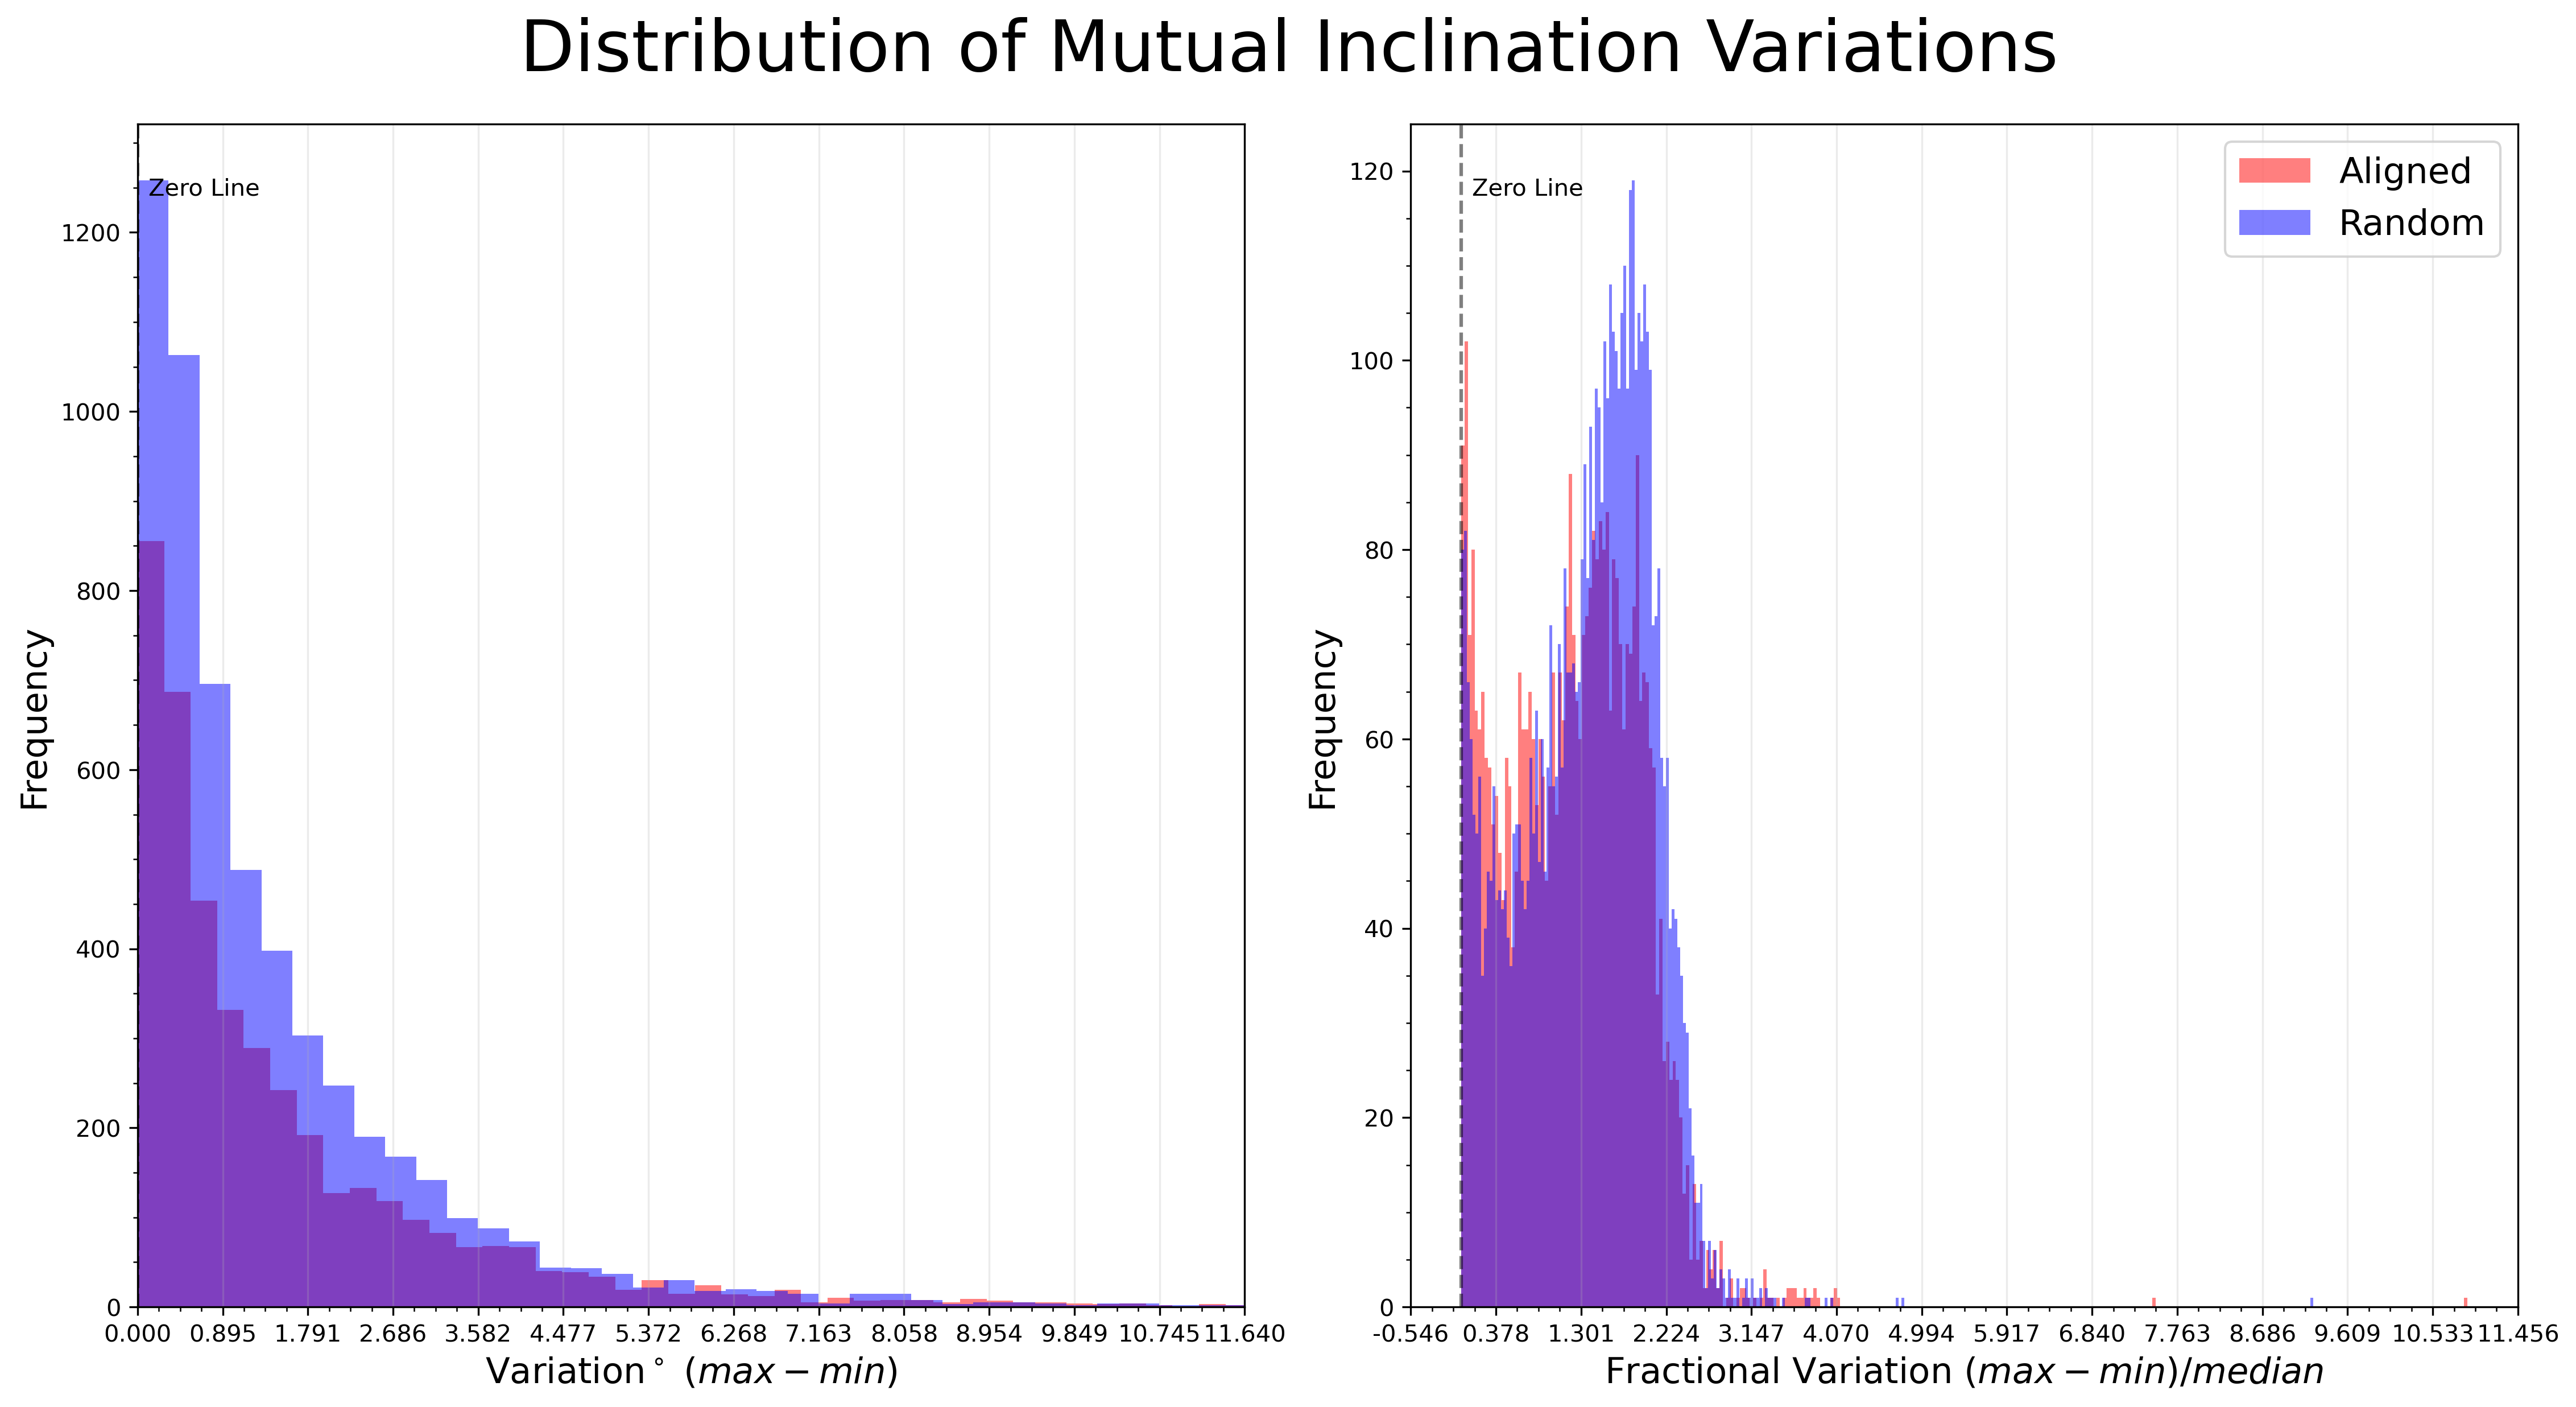 Distribution of Mutual Inclination Variations
Zero Line
Frequency
1200
1000
800
600
400
200
0
0.000 0.895 1.791 2.686 3.582 4.477 5.372 6.268 7.163 8.058 8.954 9.849 10.745 11.640
Variation° (max − min)
Zero Line
Aligned
Random
Frequency
120
100
80
60
40
20
0
-0.546 0.378 1.301 2.224 3.147 4.070 4.994 5.917 6.840 7.763 8.686 9.609 10.533 11.456
Fractional Variation (max − min)/median